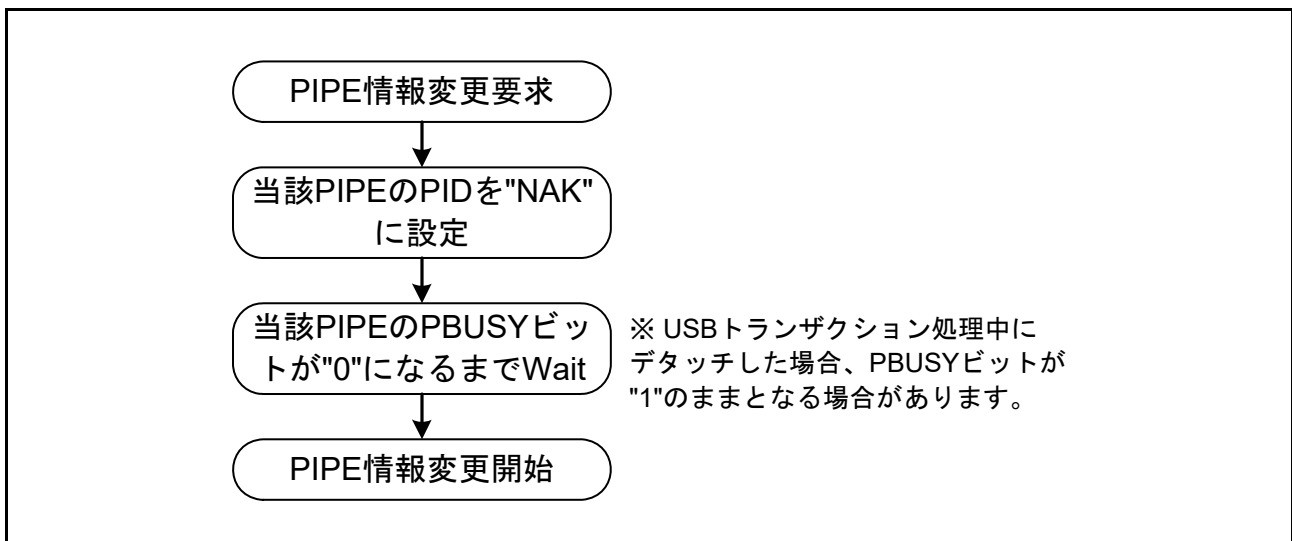 PIPE情報変更要求
当該PIPEのPIDを"NAK"
に設定
当該PIPEのPBUSYビッ
トが"0"になるまでWait
※ USBトランザクション処理中に
デタッチした場合、PBUSYビットが
"1"のままとなる場合があります。
PIPE情報変更開始